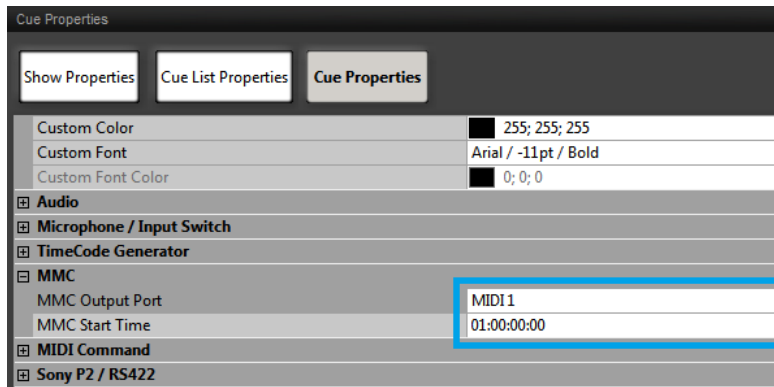 Cue Properties
Show Properties Cue List Properties Cue Properties
Custom Color 255; 255; 255
Custom Font Arial / -11pt / Bold
Custom Font Color 0; 0; 0
Audio
Microphone / Input Switch
TimeCode Generator
MMC
MMC Output Port MIDI 1
MMC Start Time 01:00:00:00
MIDI Command
Sony P2 / RS422